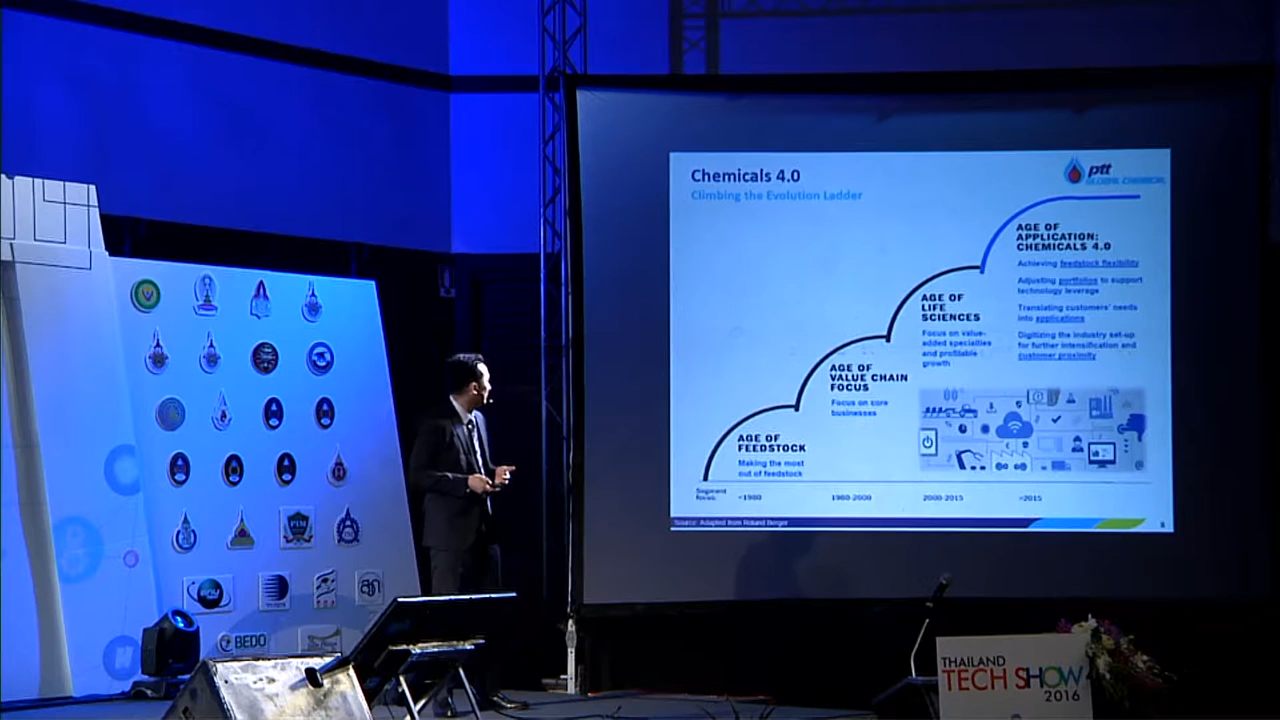 Chemicals 4.0
Climbing the Evolution Ladder
ptt
GLOBAL CHEMICAL
AGE OF
APPLICATION:
CHEMICALS 4.0
Achieving feedstock flexibility
Adjusting portfolios to support
technology leverage
Translating customers' needs
into applications
Digitizing the industry set-up
for further intensification and
customer proximity
AGE OF
LIFE
SCIENCES
Focus on value-
added specialties
and profitable
growth
AGE OF
VALUE CHAIN
FOCUS
Focus on core
businesses
AGE OF
FEEDSTOCK
Making the most
out of feedstock
Segment
focus:
<1980
1980-2000
2000-2015
>2015
Source: Adapted from Roland Berger
8
PIM
BEDO
THAILAND
TECH SHOW
2016